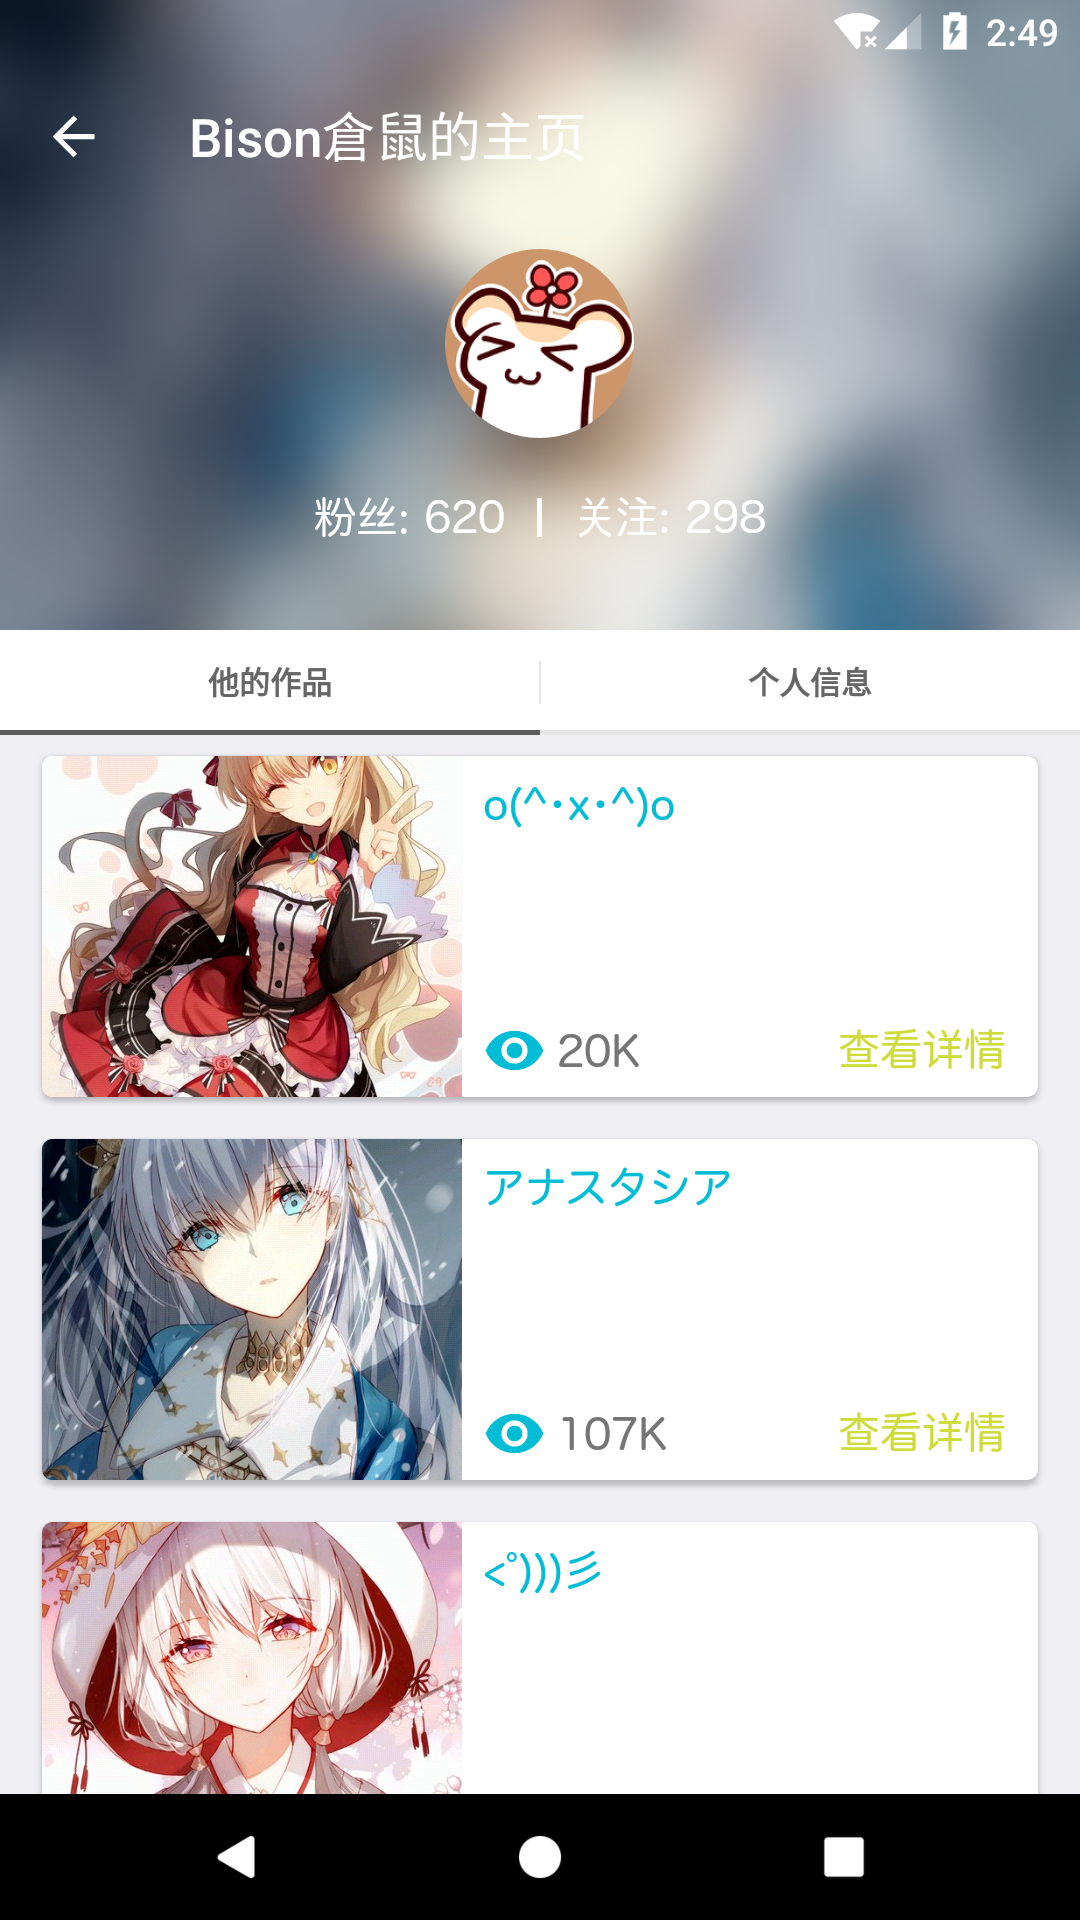 2:49
Bison倉鼠的主页
粉丝: 620 | 关注: 298
他的作品
个人信息
o(^･x･^)o
20K
查看详情
アナスタシア
107K
查看详情
<゜)))彡